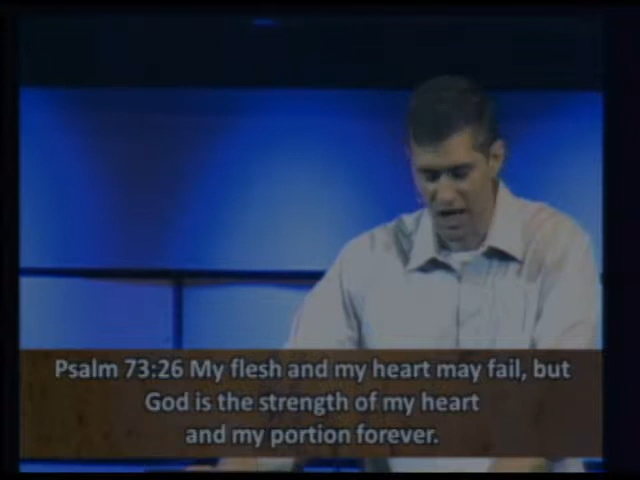 Psalm 73:26 My flesh and my heart may fail, but
God is the strength of my heart
and my portion forever.